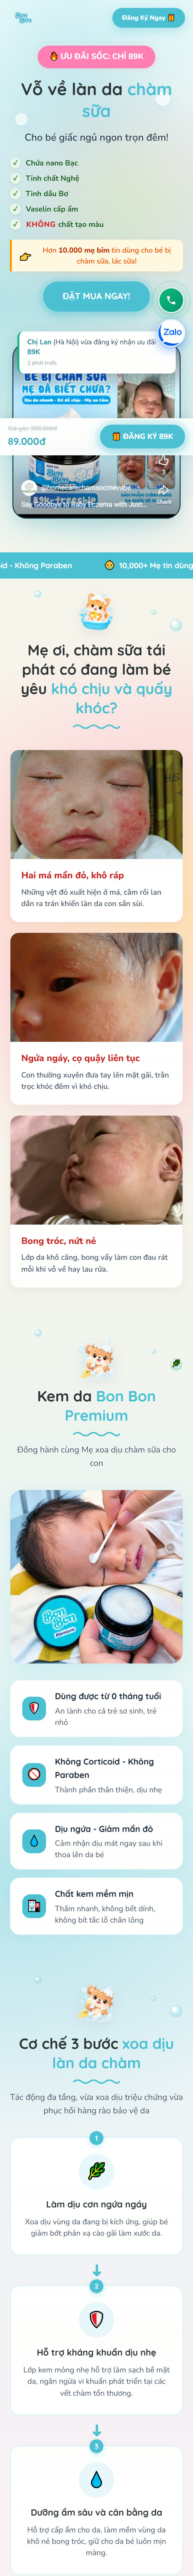 Bon Bon
Đăng Ký Ngay
ƯU ĐÃI SỐC: CHỈ 89K
Vỗ về làn da chàm
sữa
Cho bé giấc ngủ ngon trọn đêm!
Chứa nano Bạc
Tinh chất Nghệ
Tinh dầu Bơ
Vaselin cấp ẩm
KHÔNG chất tạo màu
Hơn 10.000 mẹ bỉm tin dùng cho bé bị
chàm sữa, lác sữa!
ĐẶT MUA NGAY!
Zalo
Chị Lan (Hà Nội) vừa đăng ký nhận ưu đãi
89K
2 phút trước
BÉ BỊ CHÀM SỮA
MẸ ĐÃ BIẾT CHƯA?
Giá gốc: 200.000đ
89.000đ
ĐĂNG KÝ 89K
3
Share
Say Goodbye to Baby Eczema with Just...
oid - Không Paraben
10,000+ Mẹ tin dùng
Mẹ ơi, chàm sữa tái
phát có đang làm bé
yêu khó chịu và quấy
khóc?
Hai má mẩn đỏ, khô ráp
Những vệt đỏ xuất hiện ở má, cằm rồi lan
dần ra trán khiến làn da con sần sùi.
Ngứa ngáy, cọ quậy liên tục
Con thường xuyên đưa tay lên mặt gãi, trằn
trọc khóc đêm vì khó chịu.
Bong tróc, nứt nẻ
Lớp da khô căng, bong vẩy làm con đau rát
mỗi khi vỗ về hay lau rửa.
Kem da Bon Bon
Premium
Đồng hành cùng Mẹ xoa dịu chàm sữa cho
con
Bon
Bon
Premium
Dùng được từ 0 tháng tuổi
An lành cho cả trẻ sơ sinh, trẻ
nhỏ
Không Corticoid - Không
Paraben
Thành phần thân thiện, dịu nhẹ
Dịu ngứa - Giảm mẩn đỏ
Cảm nhận dịu mát ngay sau khi
thoa lên da bé
Chất kem mềm mịn
Thấm nhanh, không bết dính,
không bít tắc lỗ chân lông
Cơ chế 3 bước xoa dịu
làn da chàm
Tác động đa tầng, vừa xoa dịu triệu chứng vừa
phục hồi hàng rào bảo vệ da
1
Làm dịu cơn ngứa ngáy
Xoa dịu vùng da đang bị kích ứng, giúp bé
giảm bớt phản xạ cào gãi làm xước da.
2
Hỗ trợ kháng khuẩn dịu nhẹ
Lớp kem mỏng nhẹ hỗ trợ làm sạch bề mặt
da, ngăn ngừa vi khuẩn phát triển tại các
vết chàm tổn thương.
3
Dưỡng ẩm sâu và cân bằng da
Hỗ trợ cấp ẩm cho da, làm mềm vùng da
khô nẻ bong tróc, giữ cho da bé luôn mịn
màng.